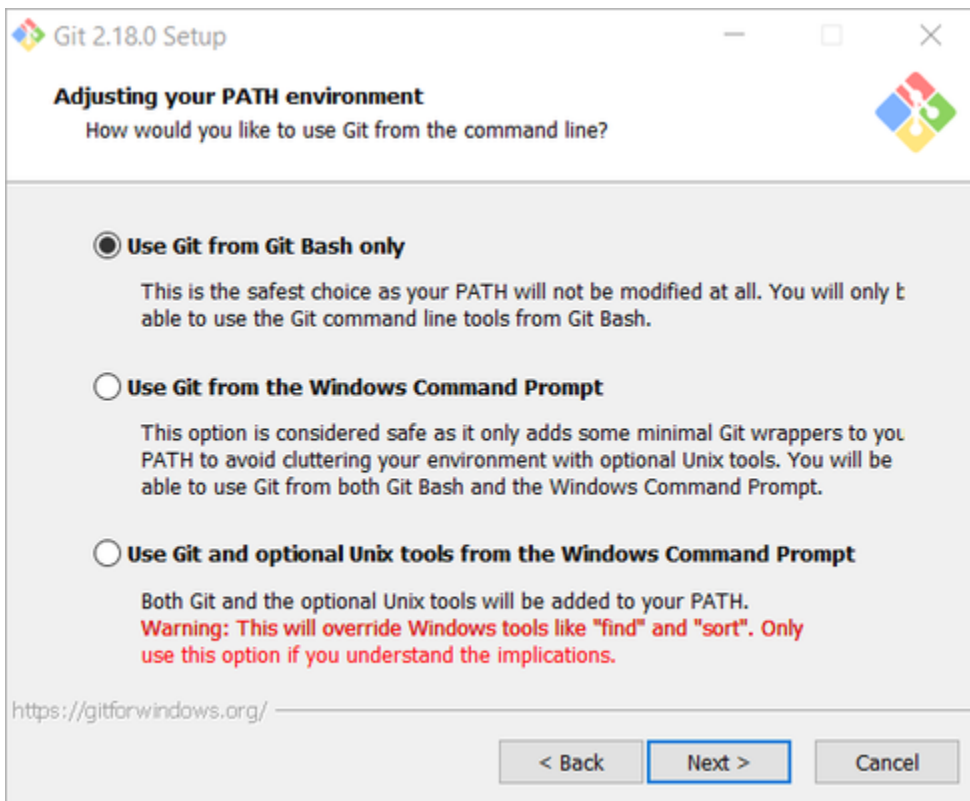 Git 2.18.0 Setup
Adjusting your PATH environment
How would you like to use Git from the command line?
Use Git from Git Bash only
This is the safest choice as your PATH will not be modified at all. You will only b
able to use the Git command line tools from Git Bash.
Use Git from the Windows Command Prompt
This option is considered safe as it only adds some minimal Git wrappers to you
PATH to avoid cluttering your environment with optional Unix tools. You will be
able to use Git from both Git Bash and the Windows Command Prompt.
Use Git and optional Unix tools from the Windows Command Prompt
Both Git and the optional Unix tools will be added to your PATH.
Warning: This will override Windows tools like "find" and "sort". Only
use this option if you understand the implications.
https://gitforwindows.org/
< Back
Next >
Cancel